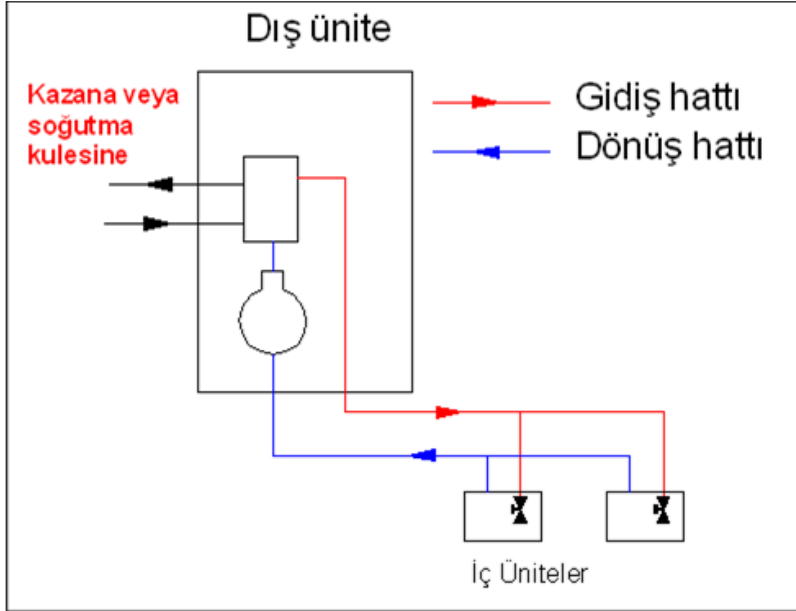 Dış ünite
Kazana veya
soğutma
kulesine
Gidiş hattı
Dönüş hattı
İç Üniteler